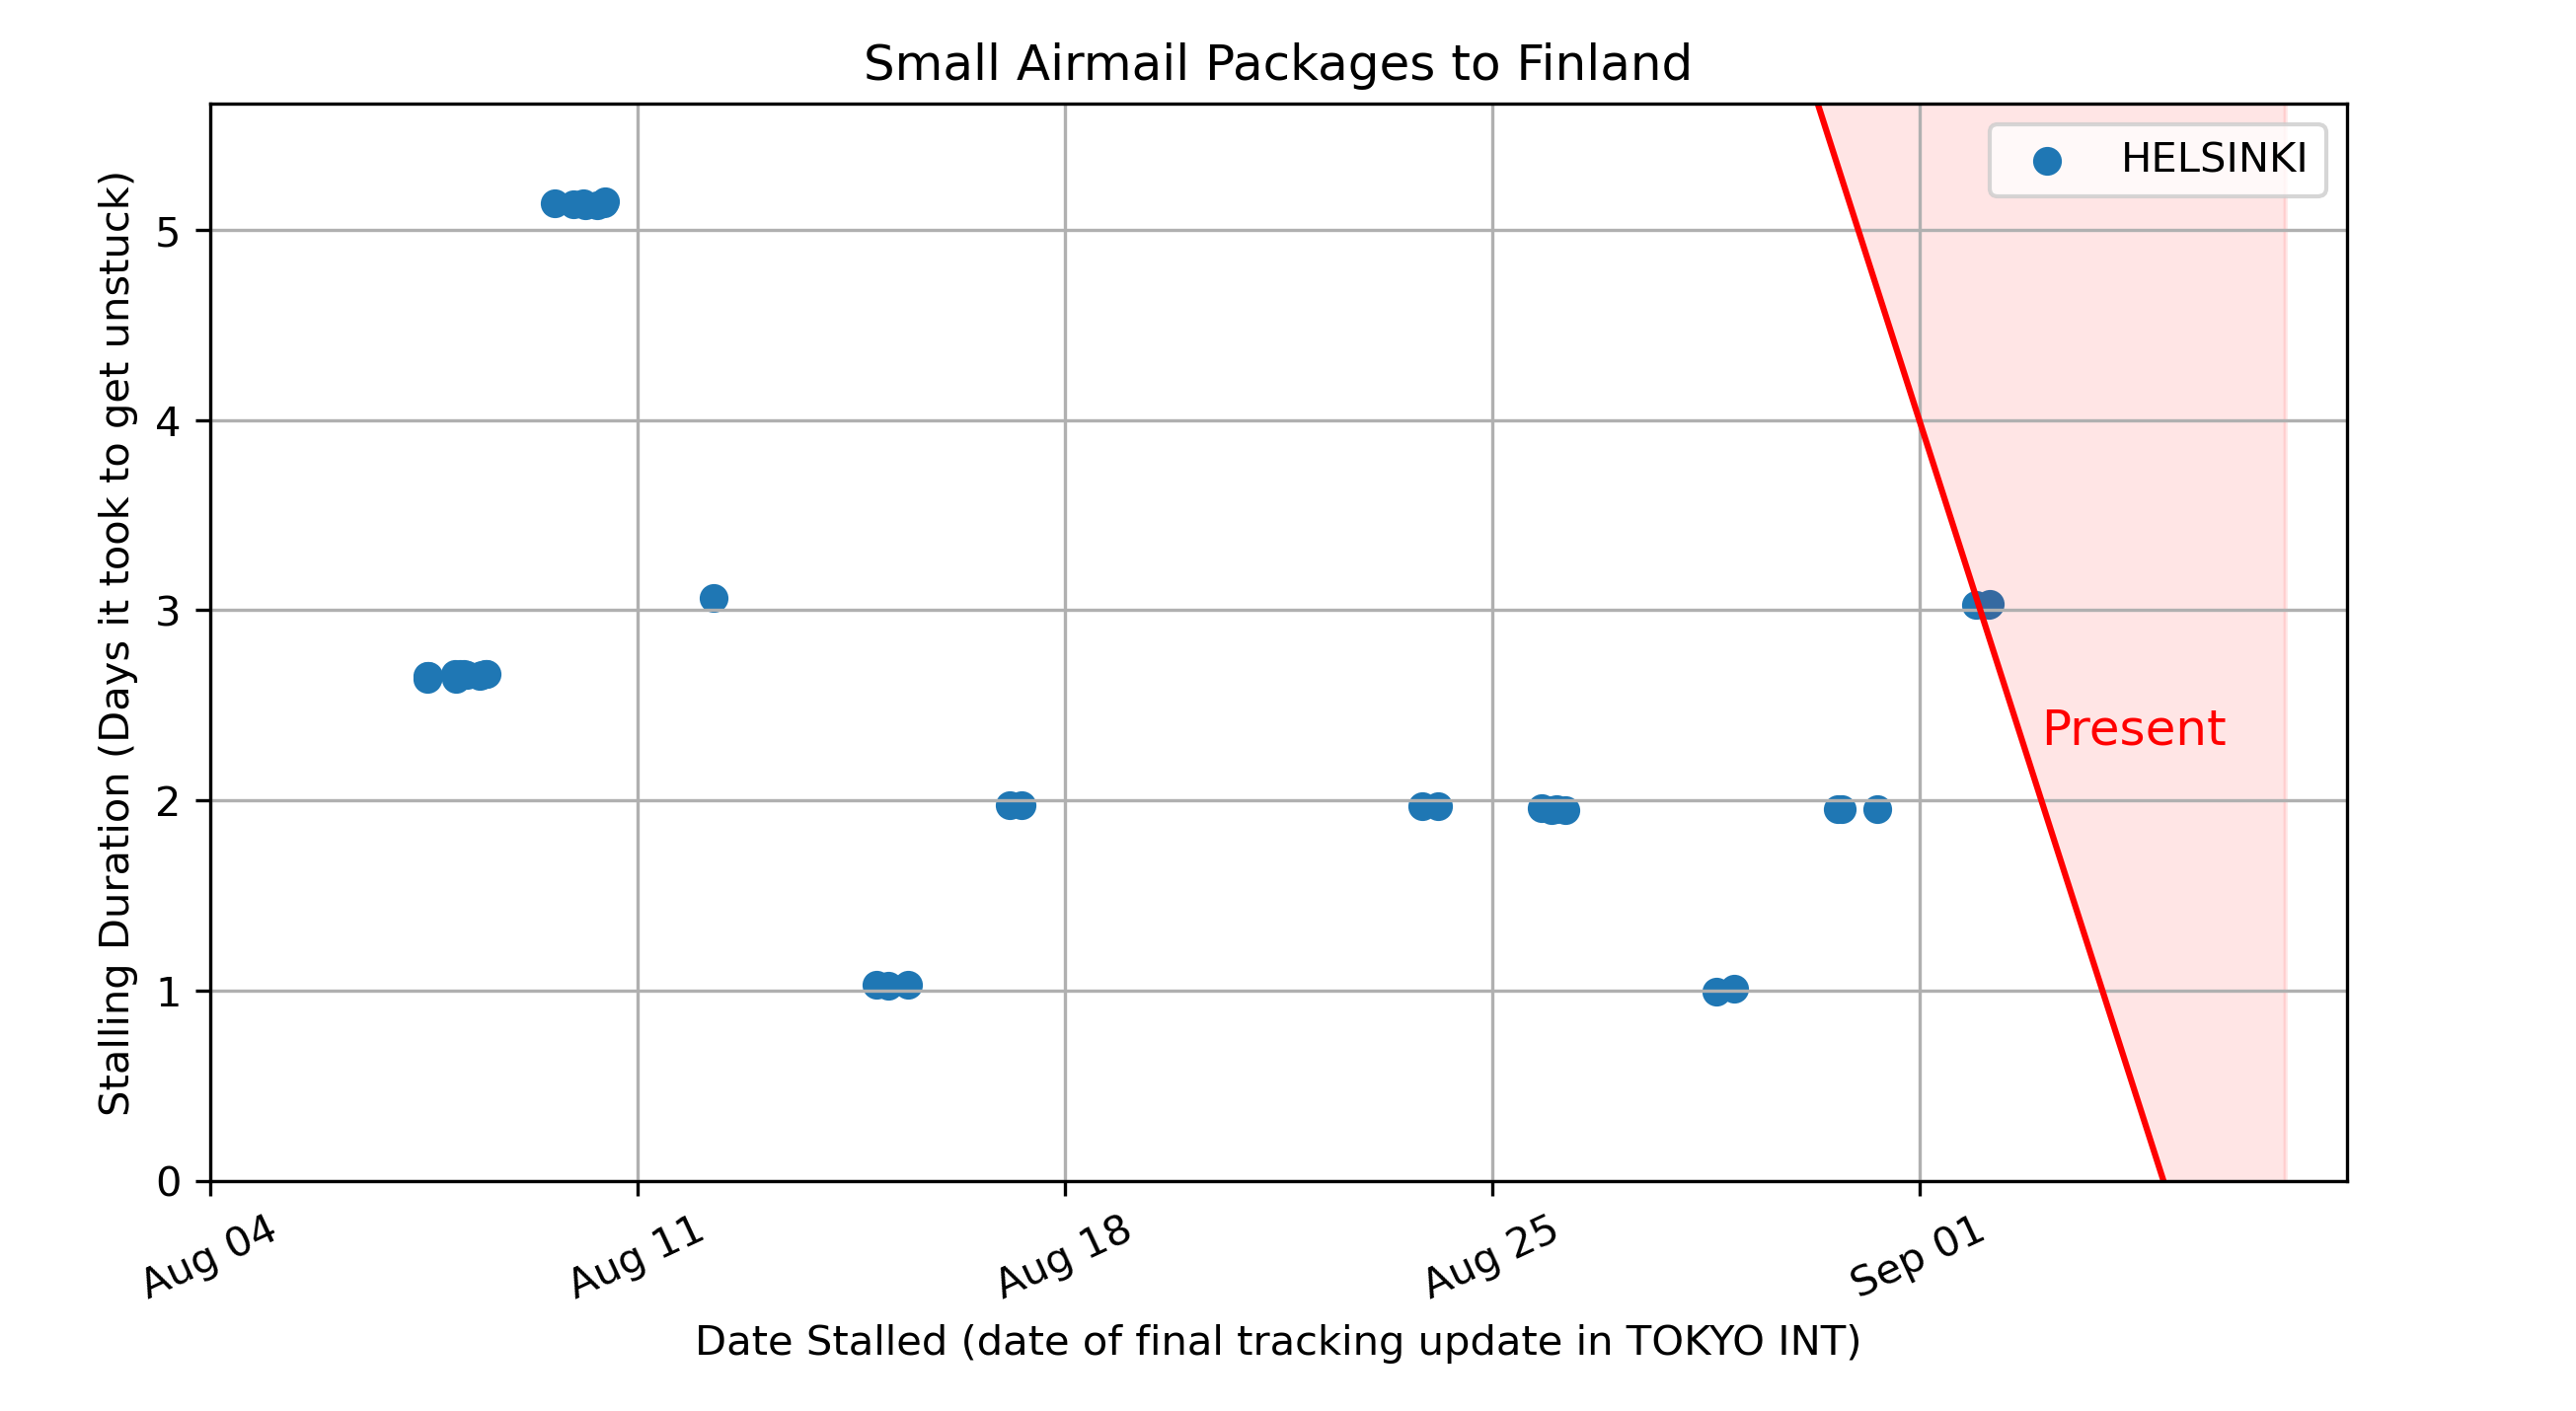 Small Airmail Packages to Finland
HELSINKI
Stalling Duration (Days it took to get unstuck)
5
4
3
2
1
0
Present
Aug 04
Aug 11
Aug 18
Aug 25
Sep 01
Date Stalled (date of final tracking update in TOKYO INT)